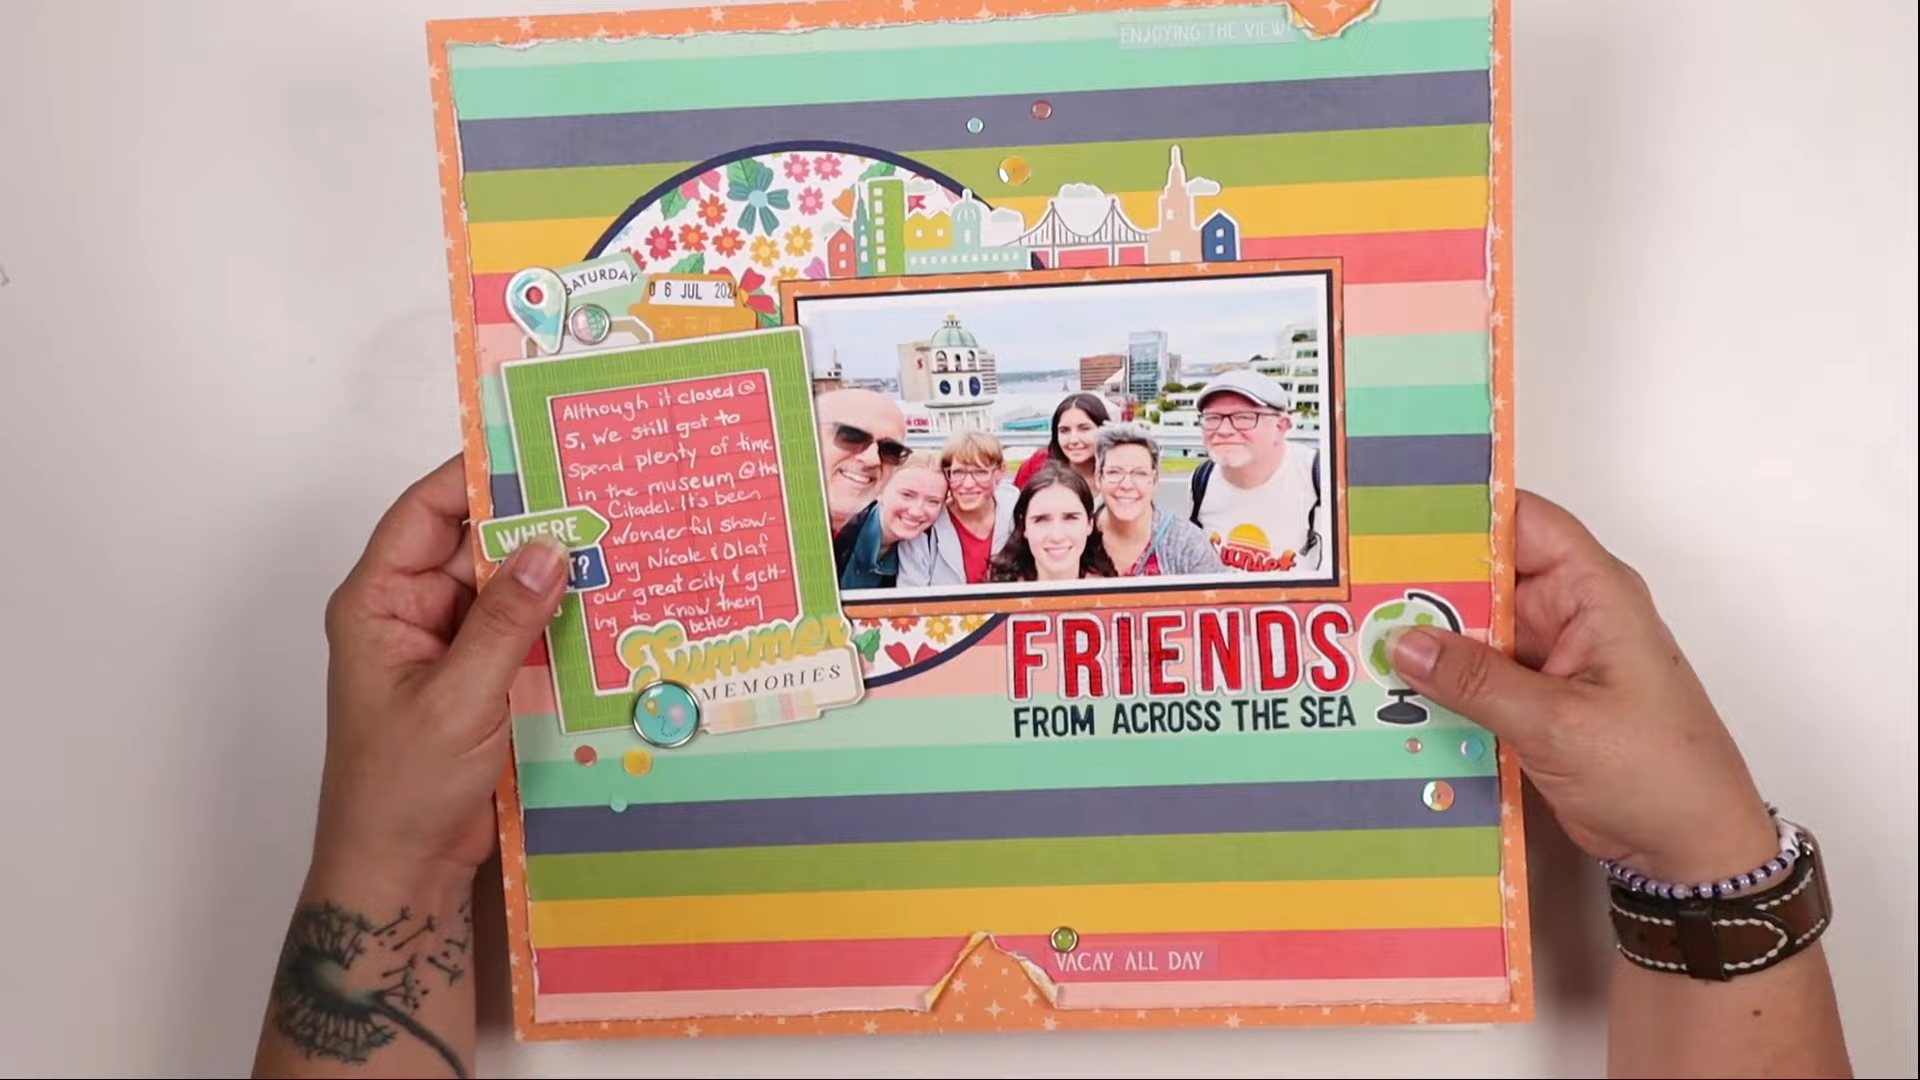 ENJOYING THE VIEW
SATURDAY
0 6 JUL 2024
Although it closed @
5, we still got to
spend plenty of time
in the museum @ the
Citadel. It's been
wonderful show-
ing Nicole & Olaf
our great city & gett-
ing to know them
better.
WHERE
T?
Summer
MEMORIES
Sunset
FRIENDS
FROM ACROSS THE SEA
VACAY ALL DAY